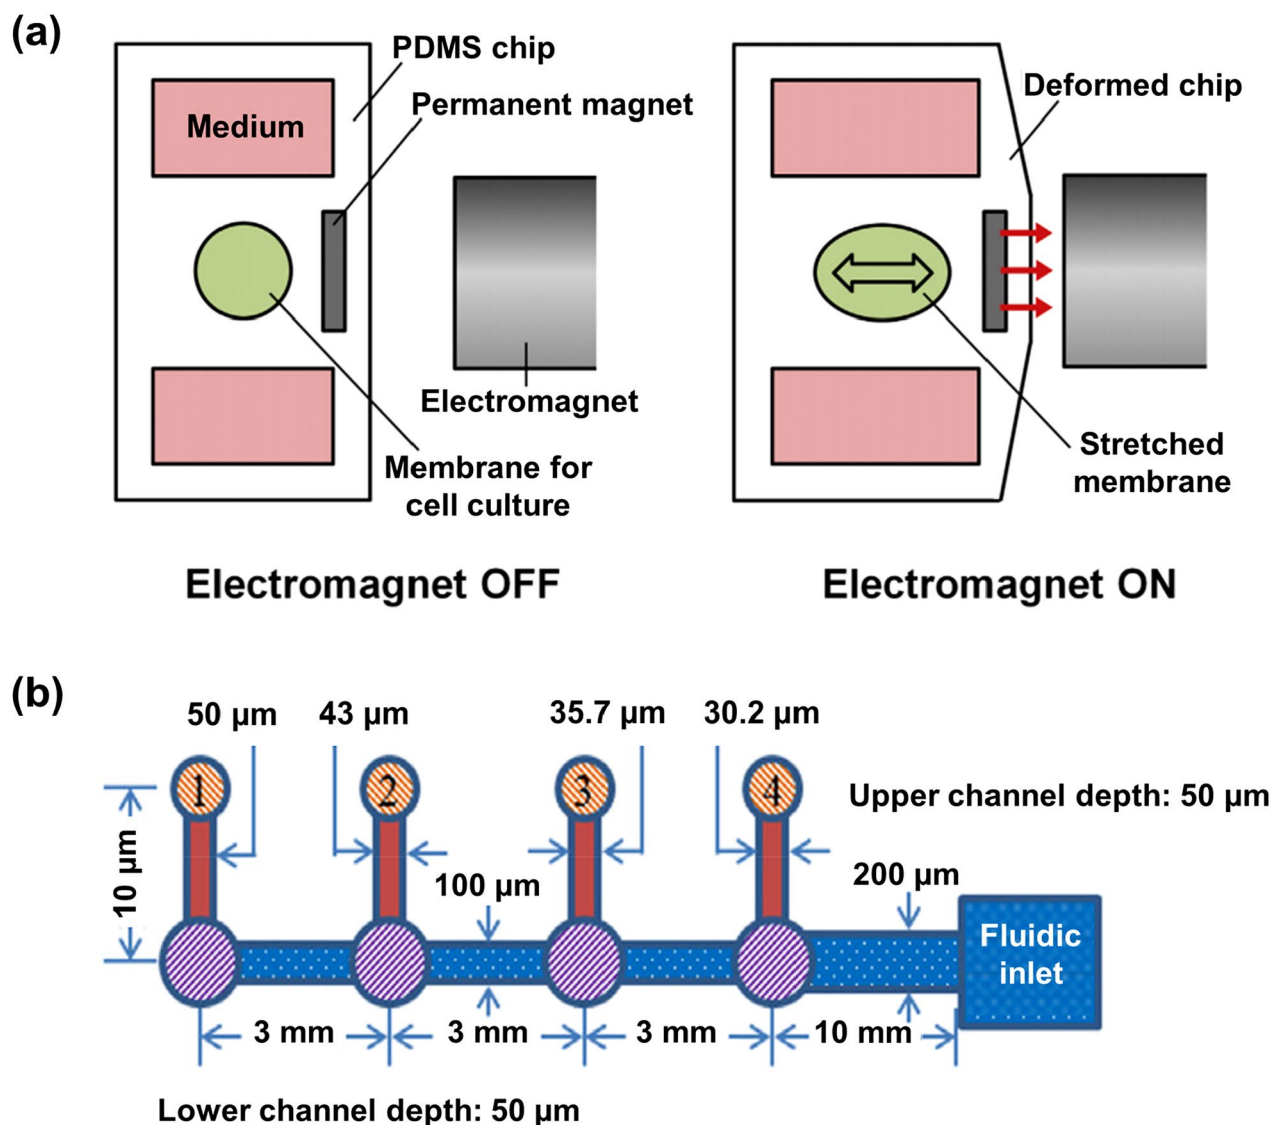 (a)
PDMS chip
Permanent magnet
Medium
Electromagnet
Membrane for
cell culture
Electromagnet OFF
Deformed chip
Stretched
membrane
Electromagnet ON
(b)
50 µm
43 µm
35.7 µm
30.2 µm
1
2
3
4
Upper channel depth: 50 µm
10 µm
100 µm
200 µm
Fluidic
inlet
3 mm
3 mm
3 mm
10 mm
Lower channel depth: 50 µm